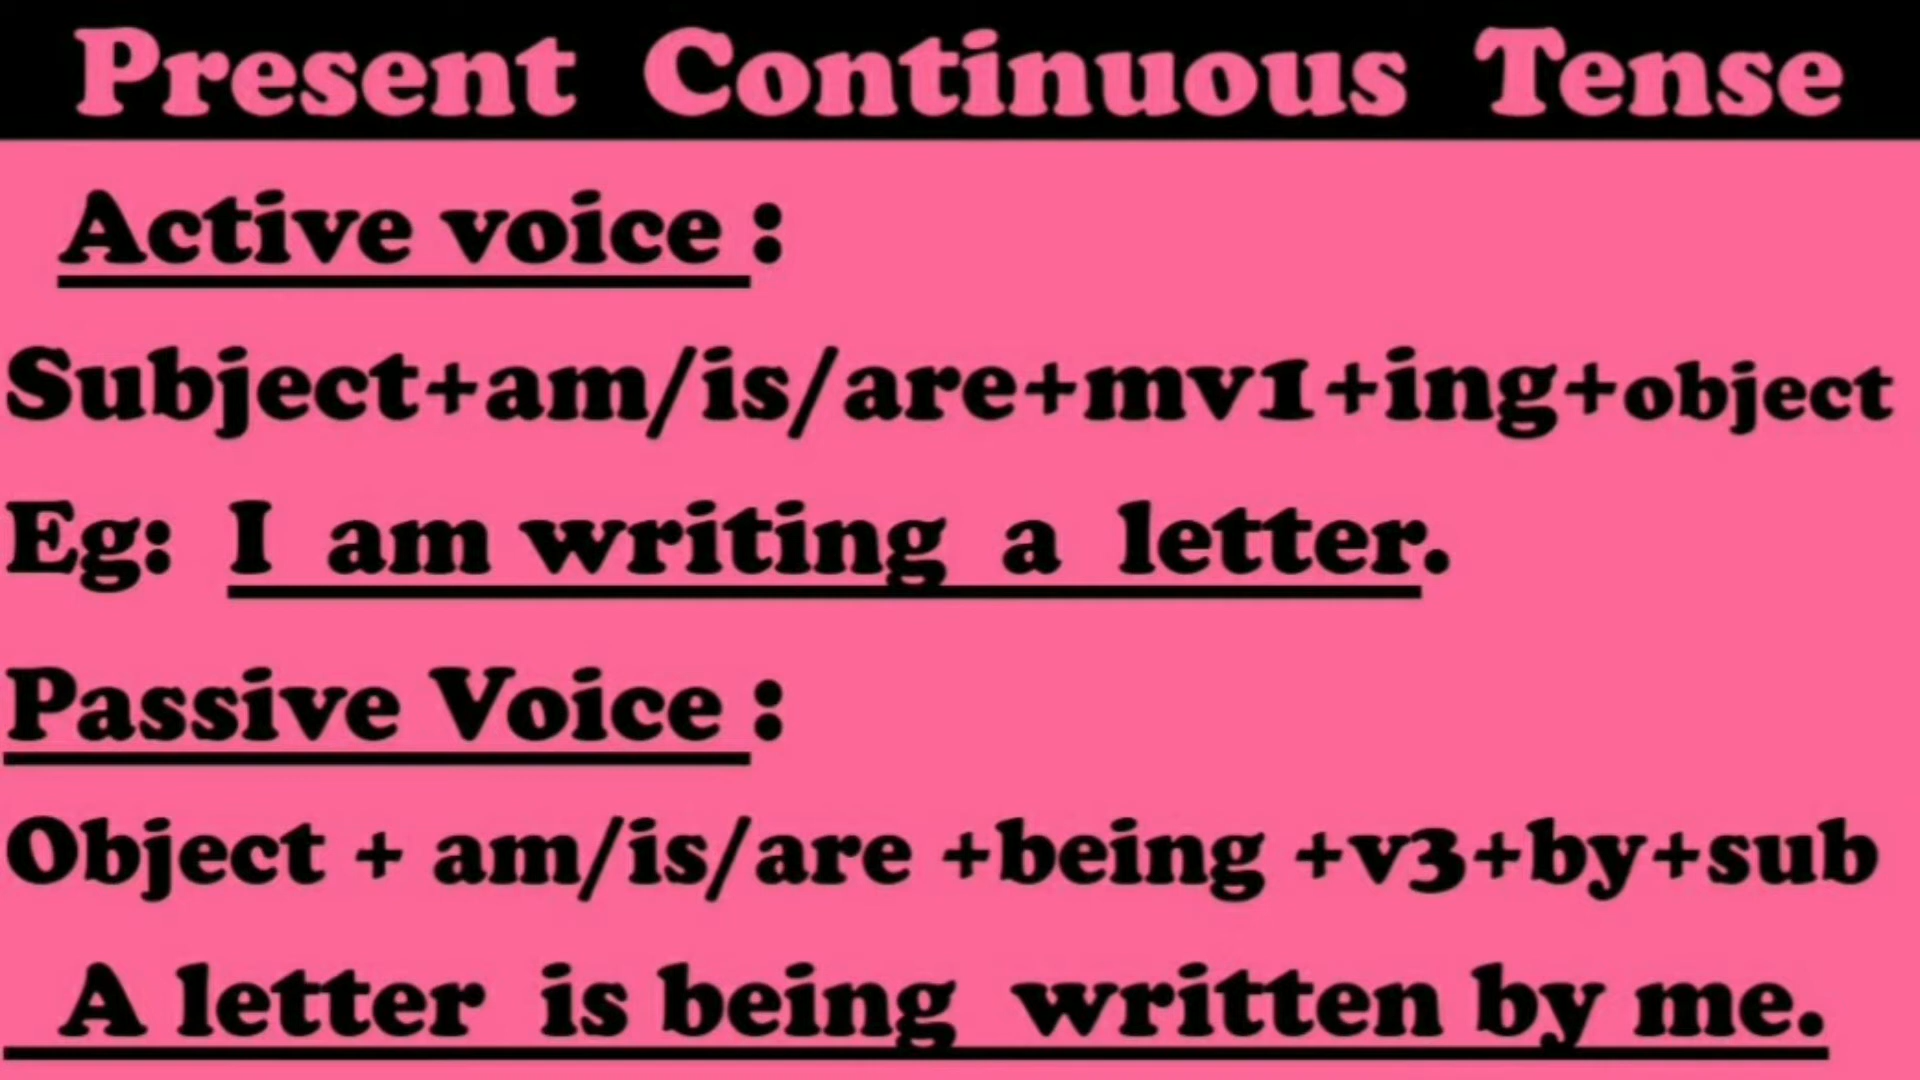 Present Continuous Tense
Active voice :
Subject+am/is/are+mv1+ing+object
Eg: I am writing a letter.
Passive Voice :
Object + am/is/are +being +v3+by+sub
A letter is being written by me.